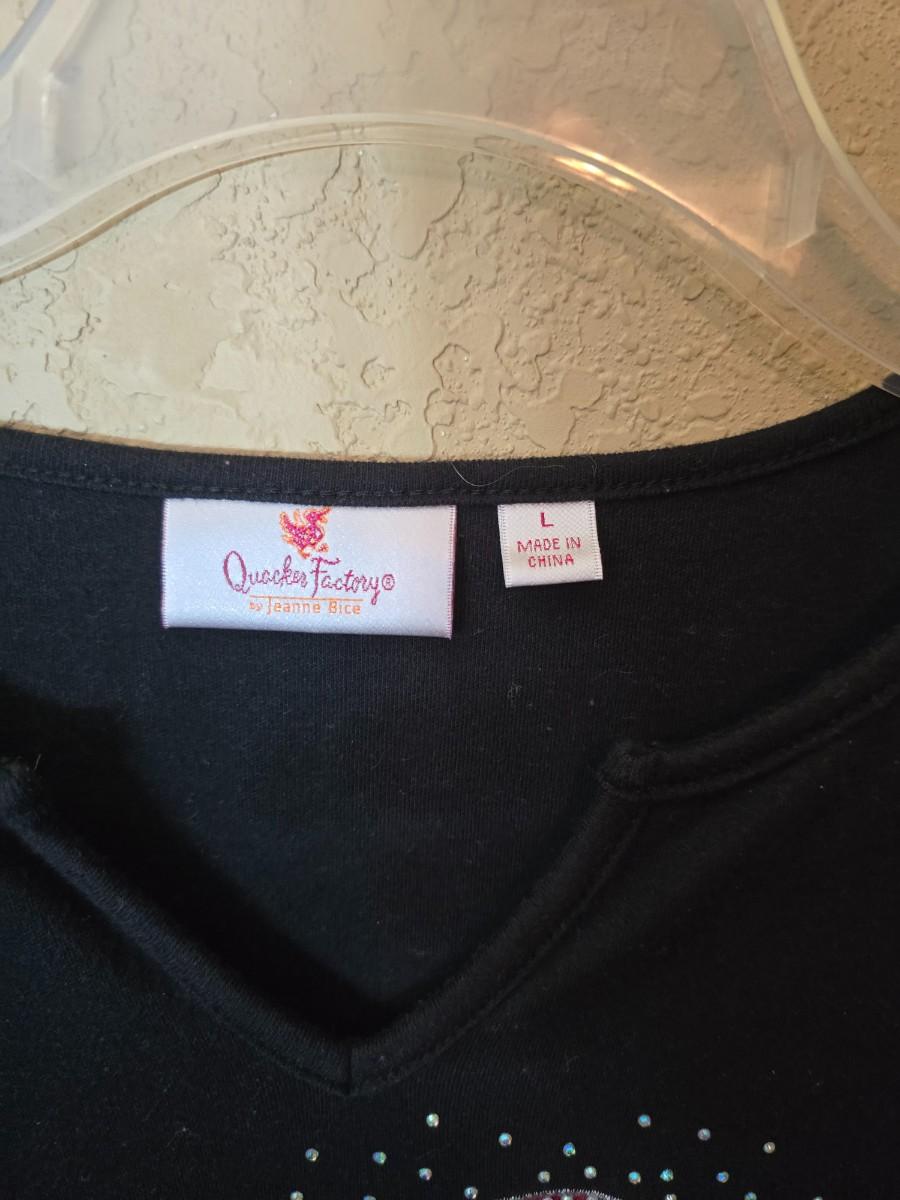 Quacker Factory®
by Jeanne Bice
L
MADE IN
CHINA